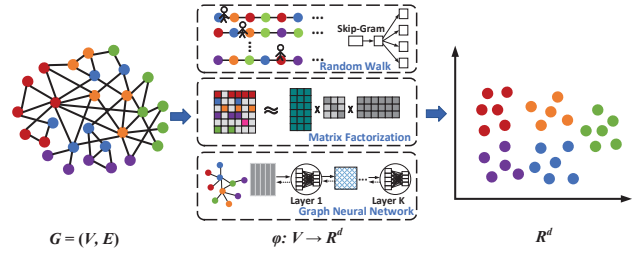 Skip-Gram
Random Walk
≈ x x
Matrix Factorization
Layer 1
Layer K
Graph Neural Network
G = (V, E)
φ: V → R^d
R^d